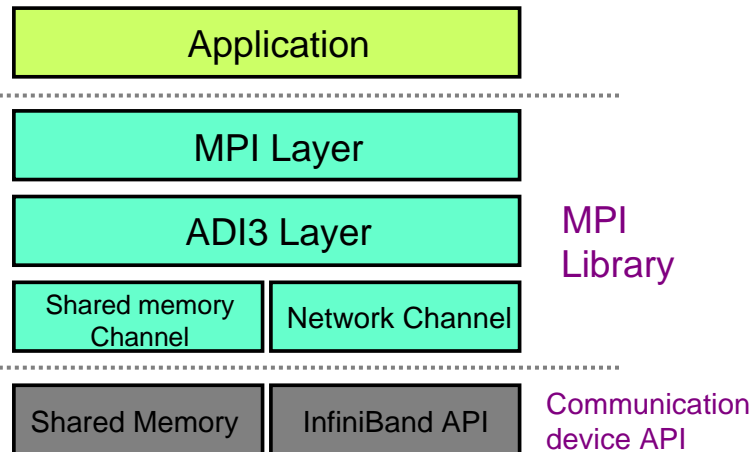 Application
MPI Layer
ADI3 Layer
MPI
Library
Shared memory
Channel
Network Channel
Shared Memory
InfiniBand API
Communication
device API